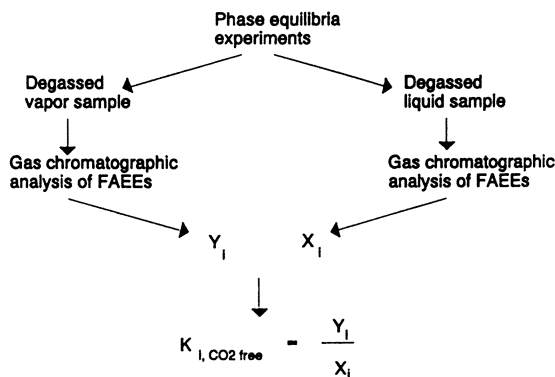 Phase equilibria
experiments
Degassed
vapor sample
Degassed
liquid sample
Gas chromatographic
analysis of FAEEs
Gas chromatographic
analysis of FAEEs
Y i
X i
K i, CO2 free = Y i
X i